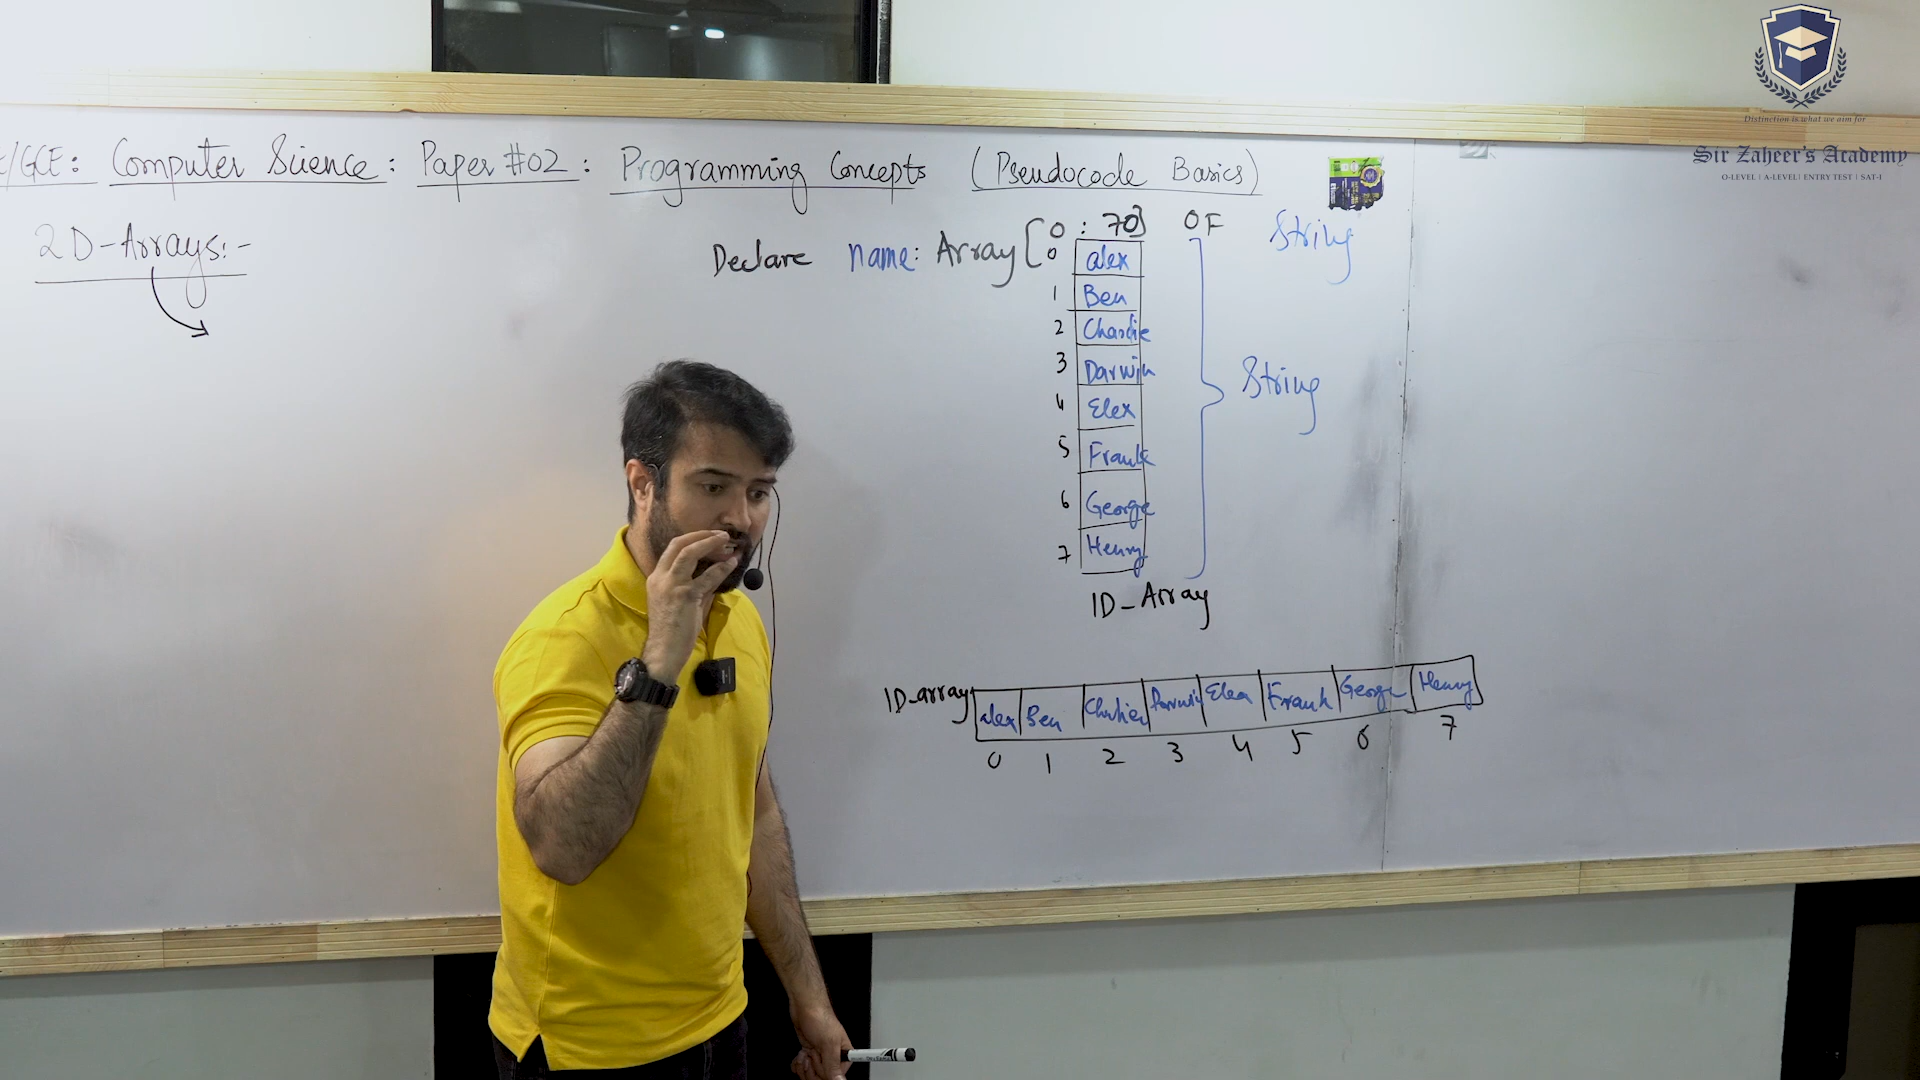 /GCE: Computer Science: Paper #02: Programming Concepts (Pseudocode Basics)
2D-Arrays:-
Declare name: Array [0:70] OF String
0 alex
1 Ben
2 Charlie
3 Darwin
4 Elex
5 Frank
6 George
7 Henry
String
1D-Array
1D-array alex Ben Charlie Darwin Elex Frank George Henry
0 1 2 3 4 5 6 7
Distinction is what we aim for
Sir Zaheer's Academy
O-LEVEL | A-LEVEL | ENTRY TEST | SAT-I